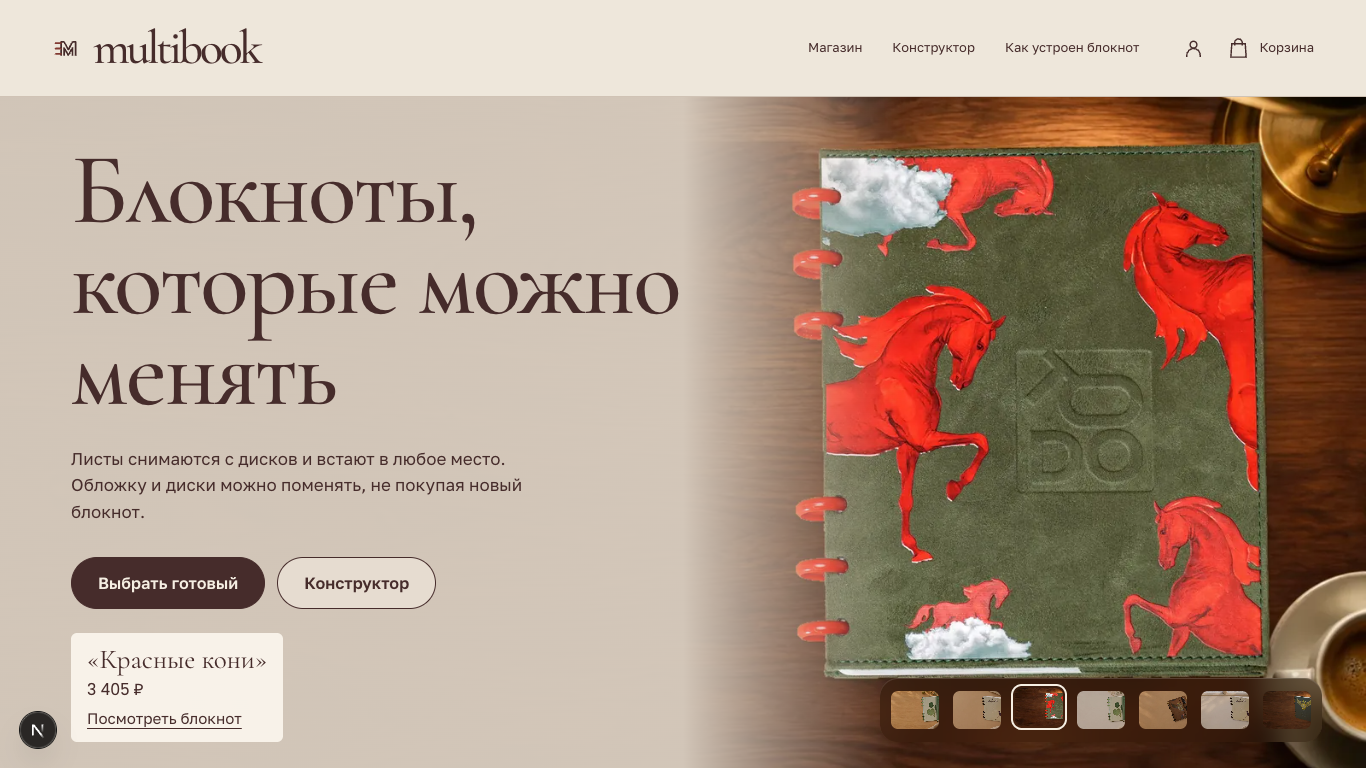 multibook
Магазин
Конструктор
Как устроен блокнот
Корзина
Блокноты,
которые можно
менять
Листы снимаются с дисков и встают в любое место.
Обложку и диски можно поменять, не покупая новый
блокнот.
Выбрать готовый
Конструктор
«Красные кони»
3 405 ₽
Посмотреть блокнот
N